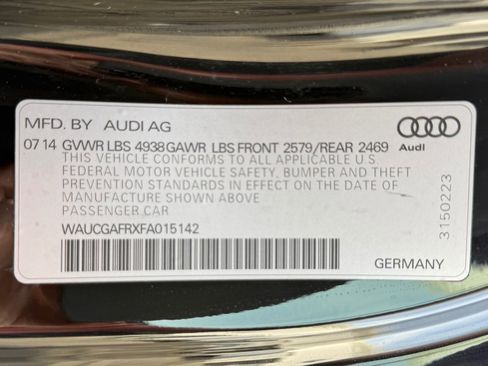 MFD. BY AUDI AG
07 14 GVWR LBS 4938 GAWR LBS FRONT 2579/REAR 2469
Audi
THIS VEHICLE CONFORMS TO ALL APPLICABLE U.S.
FEDERAL MOTOR VEHICLE SAFETY, BUMPER AND THEFT
PREVENTION STANDARDS IN EFFECT ON THE DATE OF
MANUFACTURE SHOWN ABOVE
PASSENGER CAR
WAUCGAFRXFA015142
3150223
GERMANY